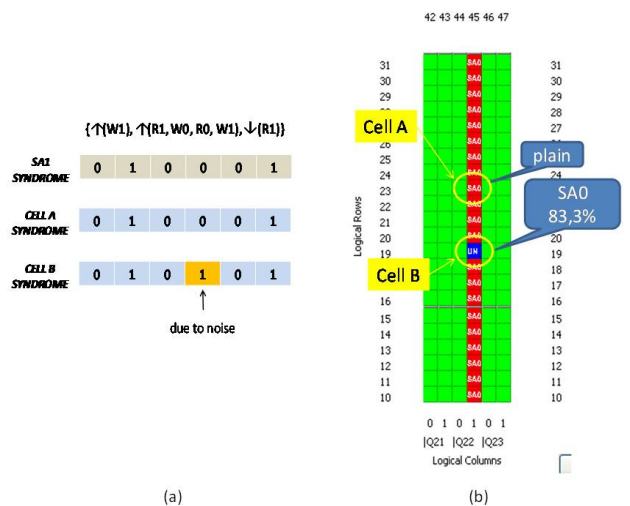 {↑(W1), ↑(R1, W0, R0, W1), ↓(R1)}
SA1 SYNDROME 0 1 0 0 0 1
CELL A SYNDROME 0 1 0 0 0 1
CELL B SYNDROME 0 1 0 1 0 1
due to noise
(a)
42 43 44 45 46 47
31 SA0 31
30 SA0 30
29 SA0 29
28 SA0 28
27 SA0 27
26 SA0 26
25 SA0 25
24 SA0 24
23 SA0 23
22 SA0 22
21 SA0 21
20 SA0 20
19 UN 19
18 SA0 18
17 SA0 17
16 SA0 16
15 SA0 15
14 SA0 14
13 SA0 13
12 SA0 12
11 SA0 11
10 SA0 10
Cell A
plain
SA0
83,3%
Cell B
Logical Rows
0 1 0 1 0 1
|Q21 |Q22 |Q23
Logical Columns
(b)